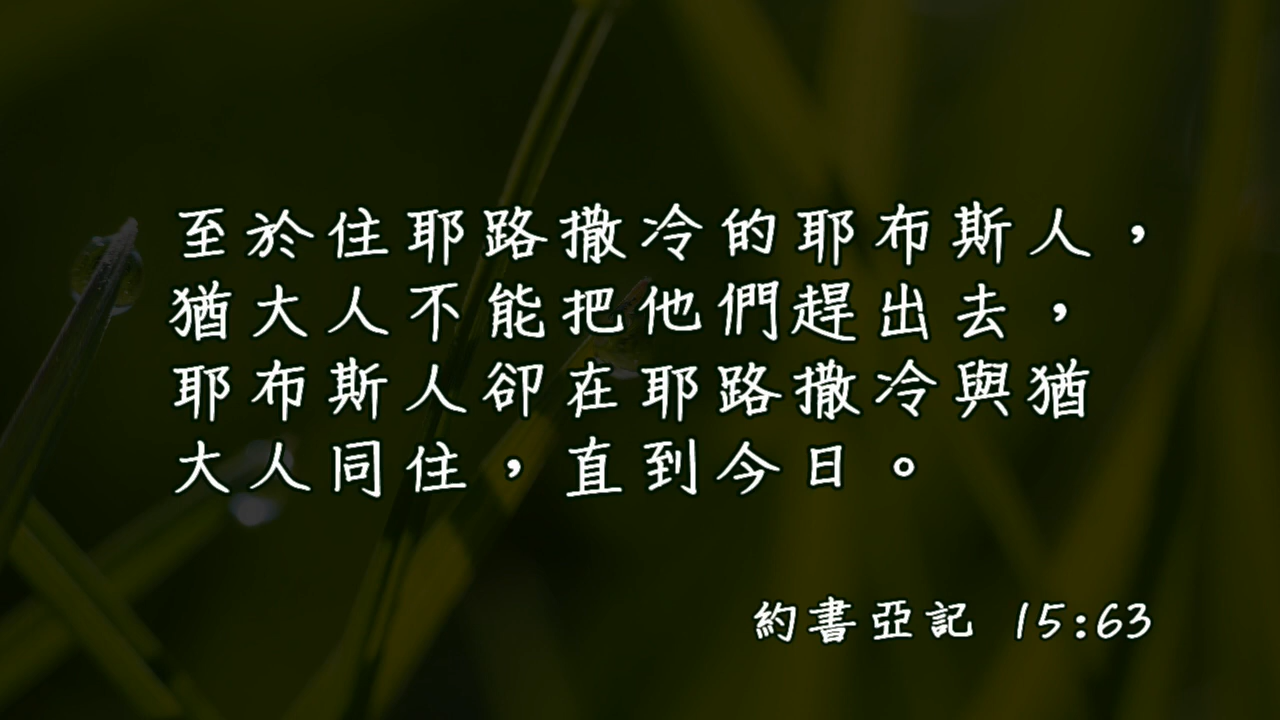 至於住耶路撒冷的耶布斯人，
猶大人不能把他們趕出去，
耶布斯人卻在耶路撒冷與猶
大人同住，直到今日。
約書亞記 15:63